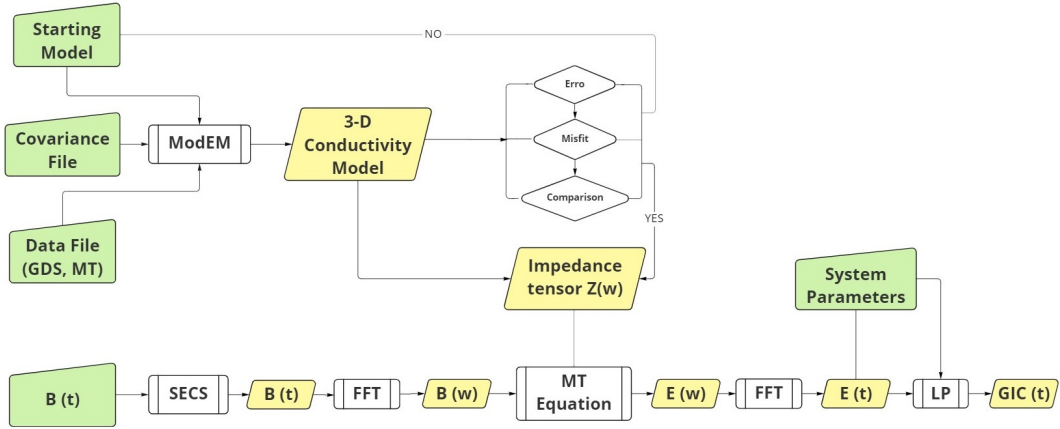 Starting
Model
NO
Erro
Covariance
File
ModEM
3-D
Conductivity
Model
Misfit
Comparison
YES
Data File
(GDS, MT)
Impedance
tensor Z(w)
System
Parameters
B (t)
SECS
B (t)
FFT
B (w)
MT
Equation
E (w)
FFT
E (t)
LP
GIC (t)